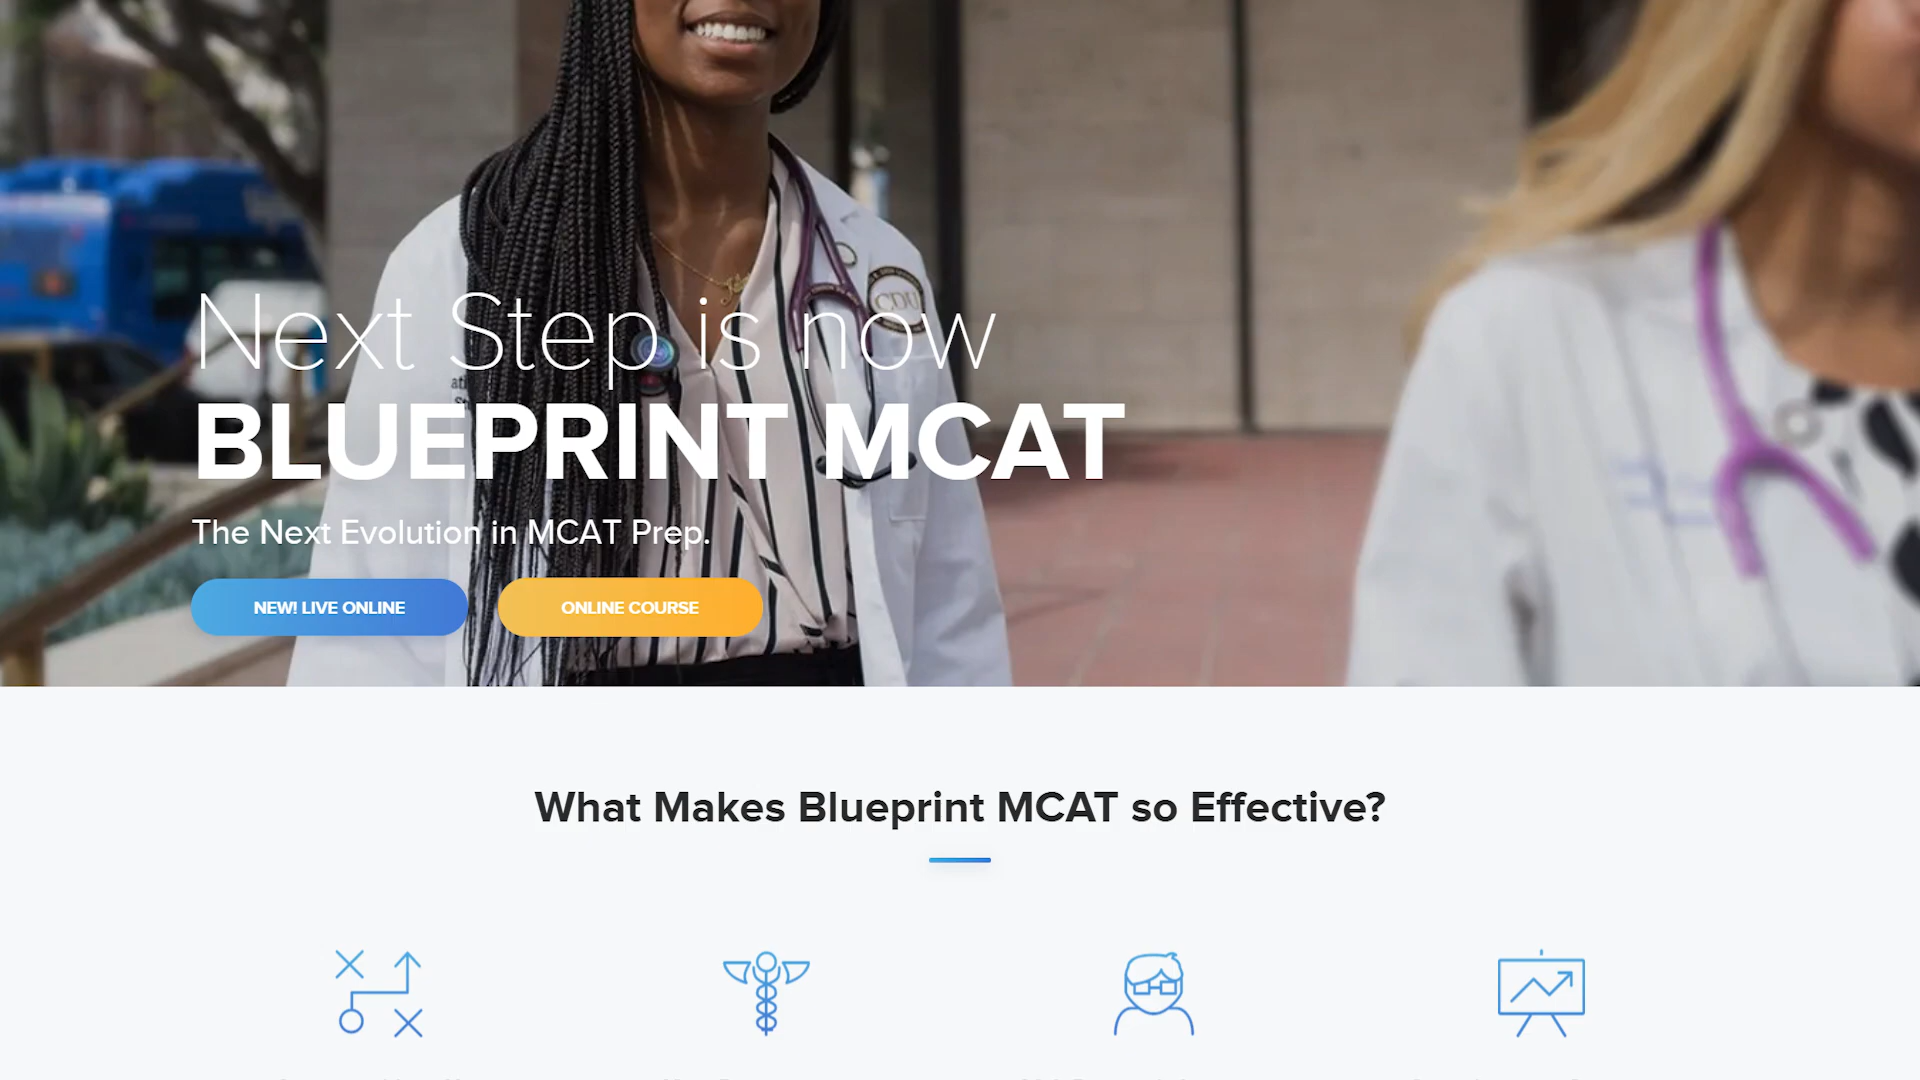 CDU
Next Step is now
BLUEPRINT MCAT
The Next Evolution in MCAT Prep.
NEW! LIVE ONLINE
ONLINE COURSE
What Makes Blueprint MCAT so Effective?